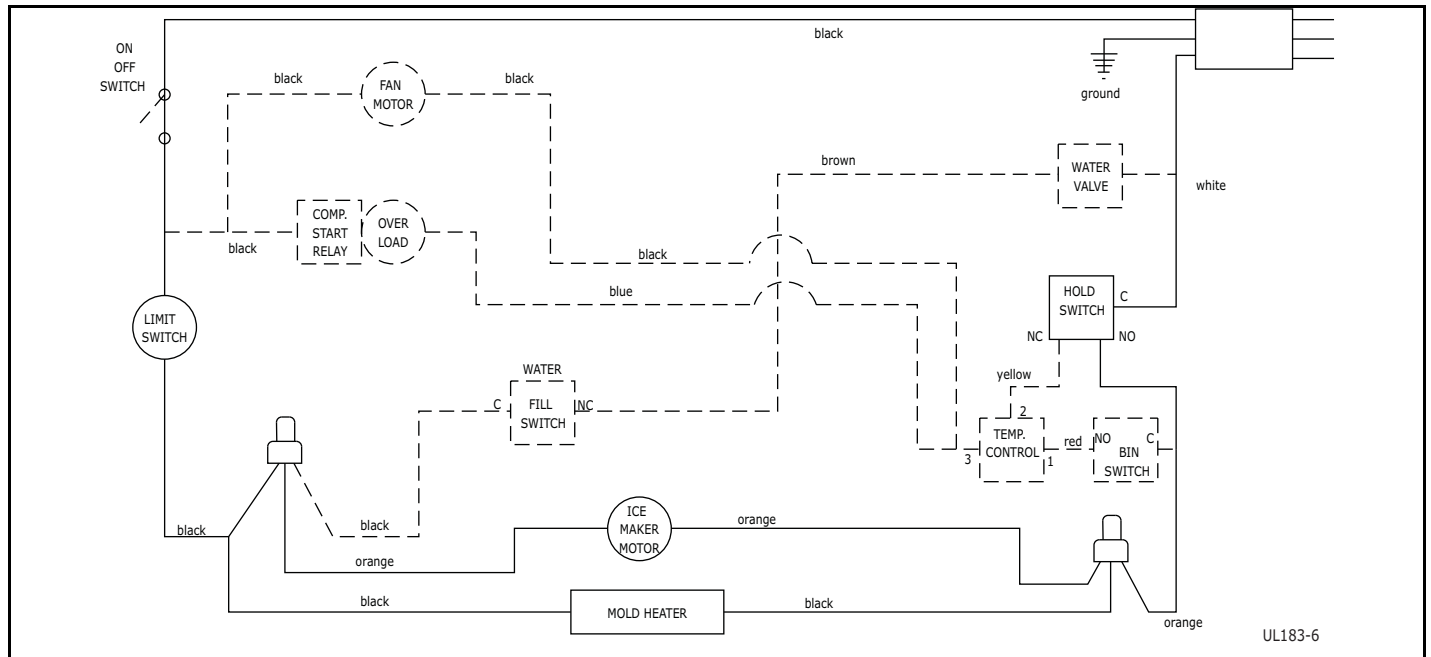 black
ON
OFF
SWITCH
ground
black
FAN
MOTOR
black
brown
WATER
VALVE
white
COMP.
START
RELAY
OVER
LOAD
black
black
blue
HOLD
SWITCH
C
NC
NO
LIMIT
SWITCH
WATER
C
FILL
SWITCH
NC
yellow
2
TEMP.
CONTROL
3
1
red
NO
C
BIN
SWITCH
black
black
ICE
MAKER
MOTOR
orange
orange
black
MOLD HEATER
black
orange
UL183-6